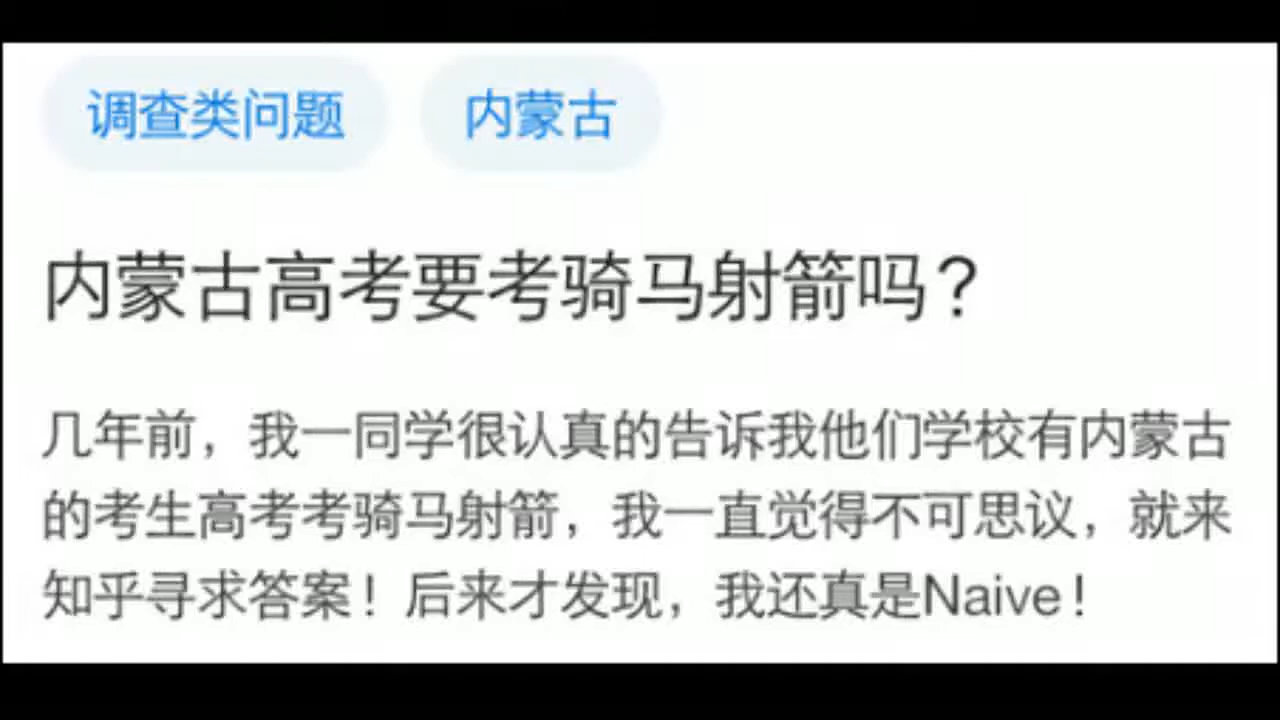 调查类问题 内蒙古
内蒙古高考要考骑马射箭吗？
几年前，我一同学很认真的告诉我他们学校有内蒙古
的考生高考考骑马射箭，我一直觉得不可思议，就来
知乎寻求答案！后来才发现，我还真是Naive！